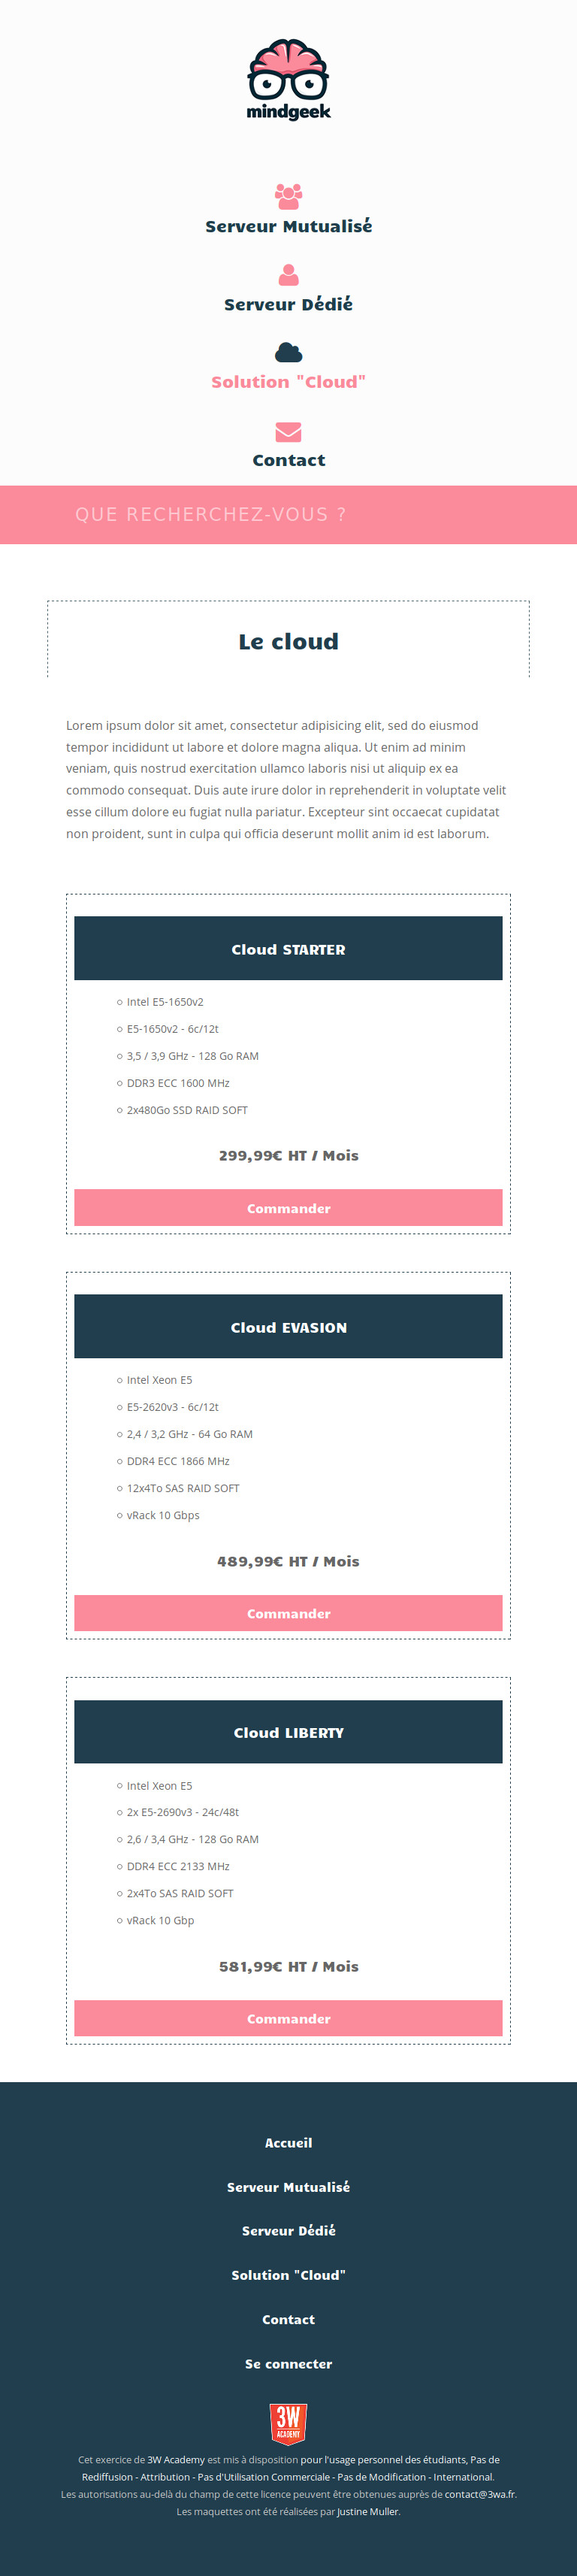 mindgeek
Serveur Mutualisé
Serveur Dédié
Solution "Cloud"
Contact
QUE RECHERCHEZ-VOUS ?
Le cloud
Lorem ipsum dolor sit amet, consectetur adipisicing elit, sed do eiusmod
tempor incididunt ut labore et dolore magna aliqua. Ut enim ad minim
veniam, quis nostrud exercitation ullamco laboris nisi ut aliquip ex ea
commodo consequat. Duis aute irure dolor in reprehenderit in voluptate velit
esse cillum dolore eu fugiat nulla pariatur. Excepteur sint occaecat cupidatat
non proident, sunt in culpa qui officia deserunt mollit anim id est laborum.
Cloud STARTER
Intel E5-1650v2
E5-1650v2 - 6c/12t
3,5 / 3,9 GHz - 128 Go RAM
DDR3 ECC 1600 MHz
2x480Go SSD RAID SOFT
299,99€ HT / Mois
Commander
Cloud EVASION
Intel Xeon E5
E5-2620v3 - 6c/12t
2,4 / 3,2 GHz - 64 Go RAM
DDR4 ECC 1866 MHz
12x4To SAS RAID SOFT
vRack 10 Gbps
489,99€ HT / Mois
Commander
Cloud LIBERTY
Intel Xeon E5
2x E5-2690v3 - 24c/48t
2,6 / 3,4 GHz - 128 Go RAM
DDR4 ECC 2133 MHz
2x4To SAS RAID SOFT
vRack 10 Gbp
581,99€ HT / Mois
Commander
Accueil
Serveur Mutualisé
Serveur Dédié
Solution "Cloud"
Contact
Se connecter
3W
ACADEMY
Cet exercice de 3W Academy est mis à disposition pour l'usage personnel des étudiants, Pas de
Rediffusion - Attribution - Pas d'Utilisation Commerciale - Pas de Modification - International.
Les autorisations au-delà du champ de cette licence peuvent être obtenues auprès de contact@3wa.fr.
Les maquettes ont été réalisées par Justine Muller.